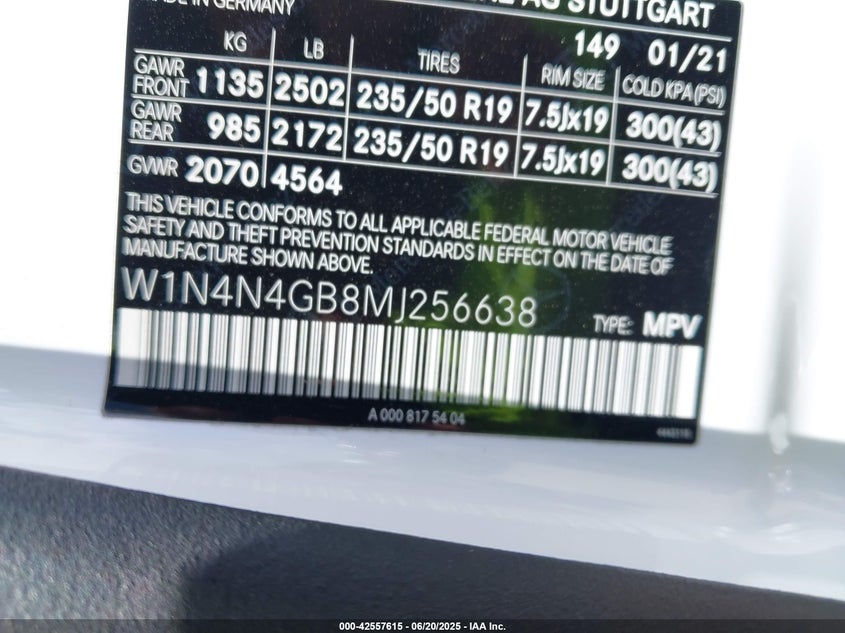 MADE IN GERMANY AG STUTTGART
149 01/21
KG LB TIRES RIM SIZE COLD KPA (PSI)
GAWR FRONT 1135 2502 235/50 R19 7.5Jx19 300(43)
GAWR REAR 985 2172 235/50 R19 7.5Jx19 300(43)
GVWR 2070 4564
THIS VEHICLE CONFORMS TO ALL APPLICABLE FEDERAL MOTOR VEHICLE
SAFETY AND THEFT PREVENTION STANDARDS IN EFFECT ON THE DATE OF
MANUFACTURE SHOWN ABOVE.
W1N4N4GB8MJ256638 TYPE: MPV
A 000 817 54 04
000-42557615 - 06/20/2025 - IAA Inc.